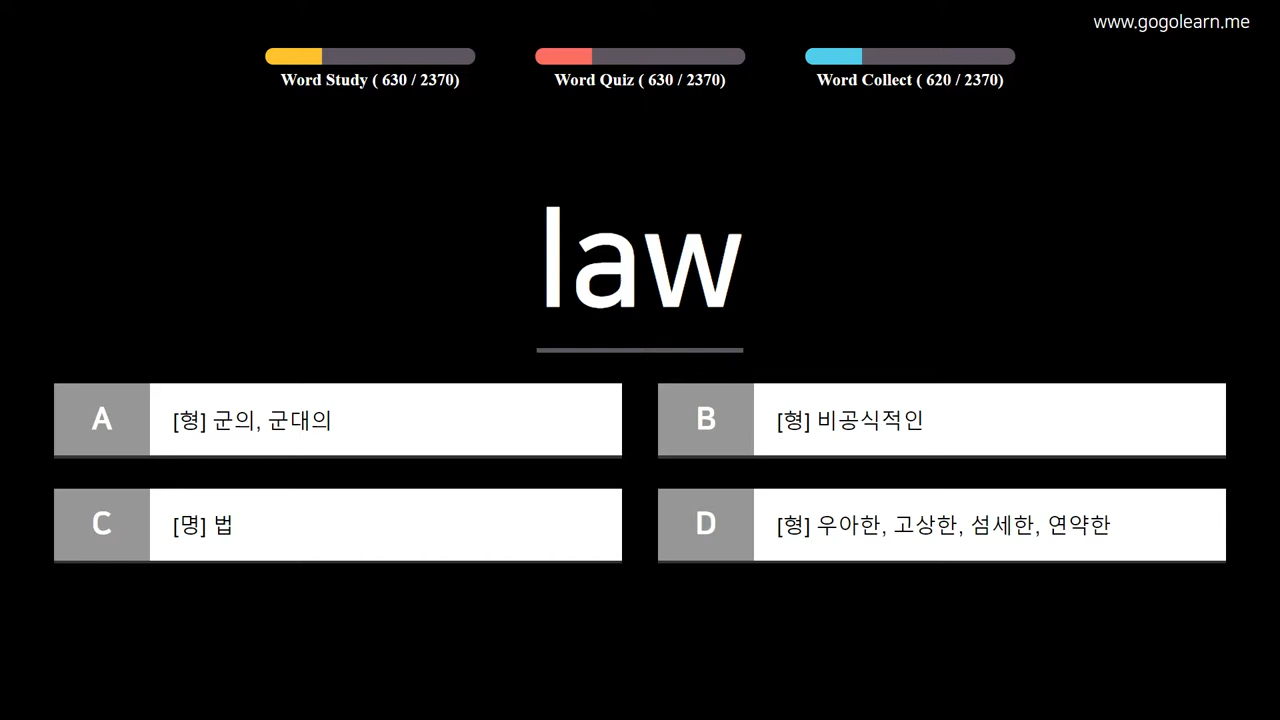 www.gogolearn.me
Word Study ( 630 / 2370)
Word Quiz ( 630 / 2370)
Word Collect ( 620 / 2370)
law
A
[형] 군의, 군대의
B
[형] 비공식적인
C
[명] 법
D
[형] 우아한, 고상한, 섬세한, 연약한